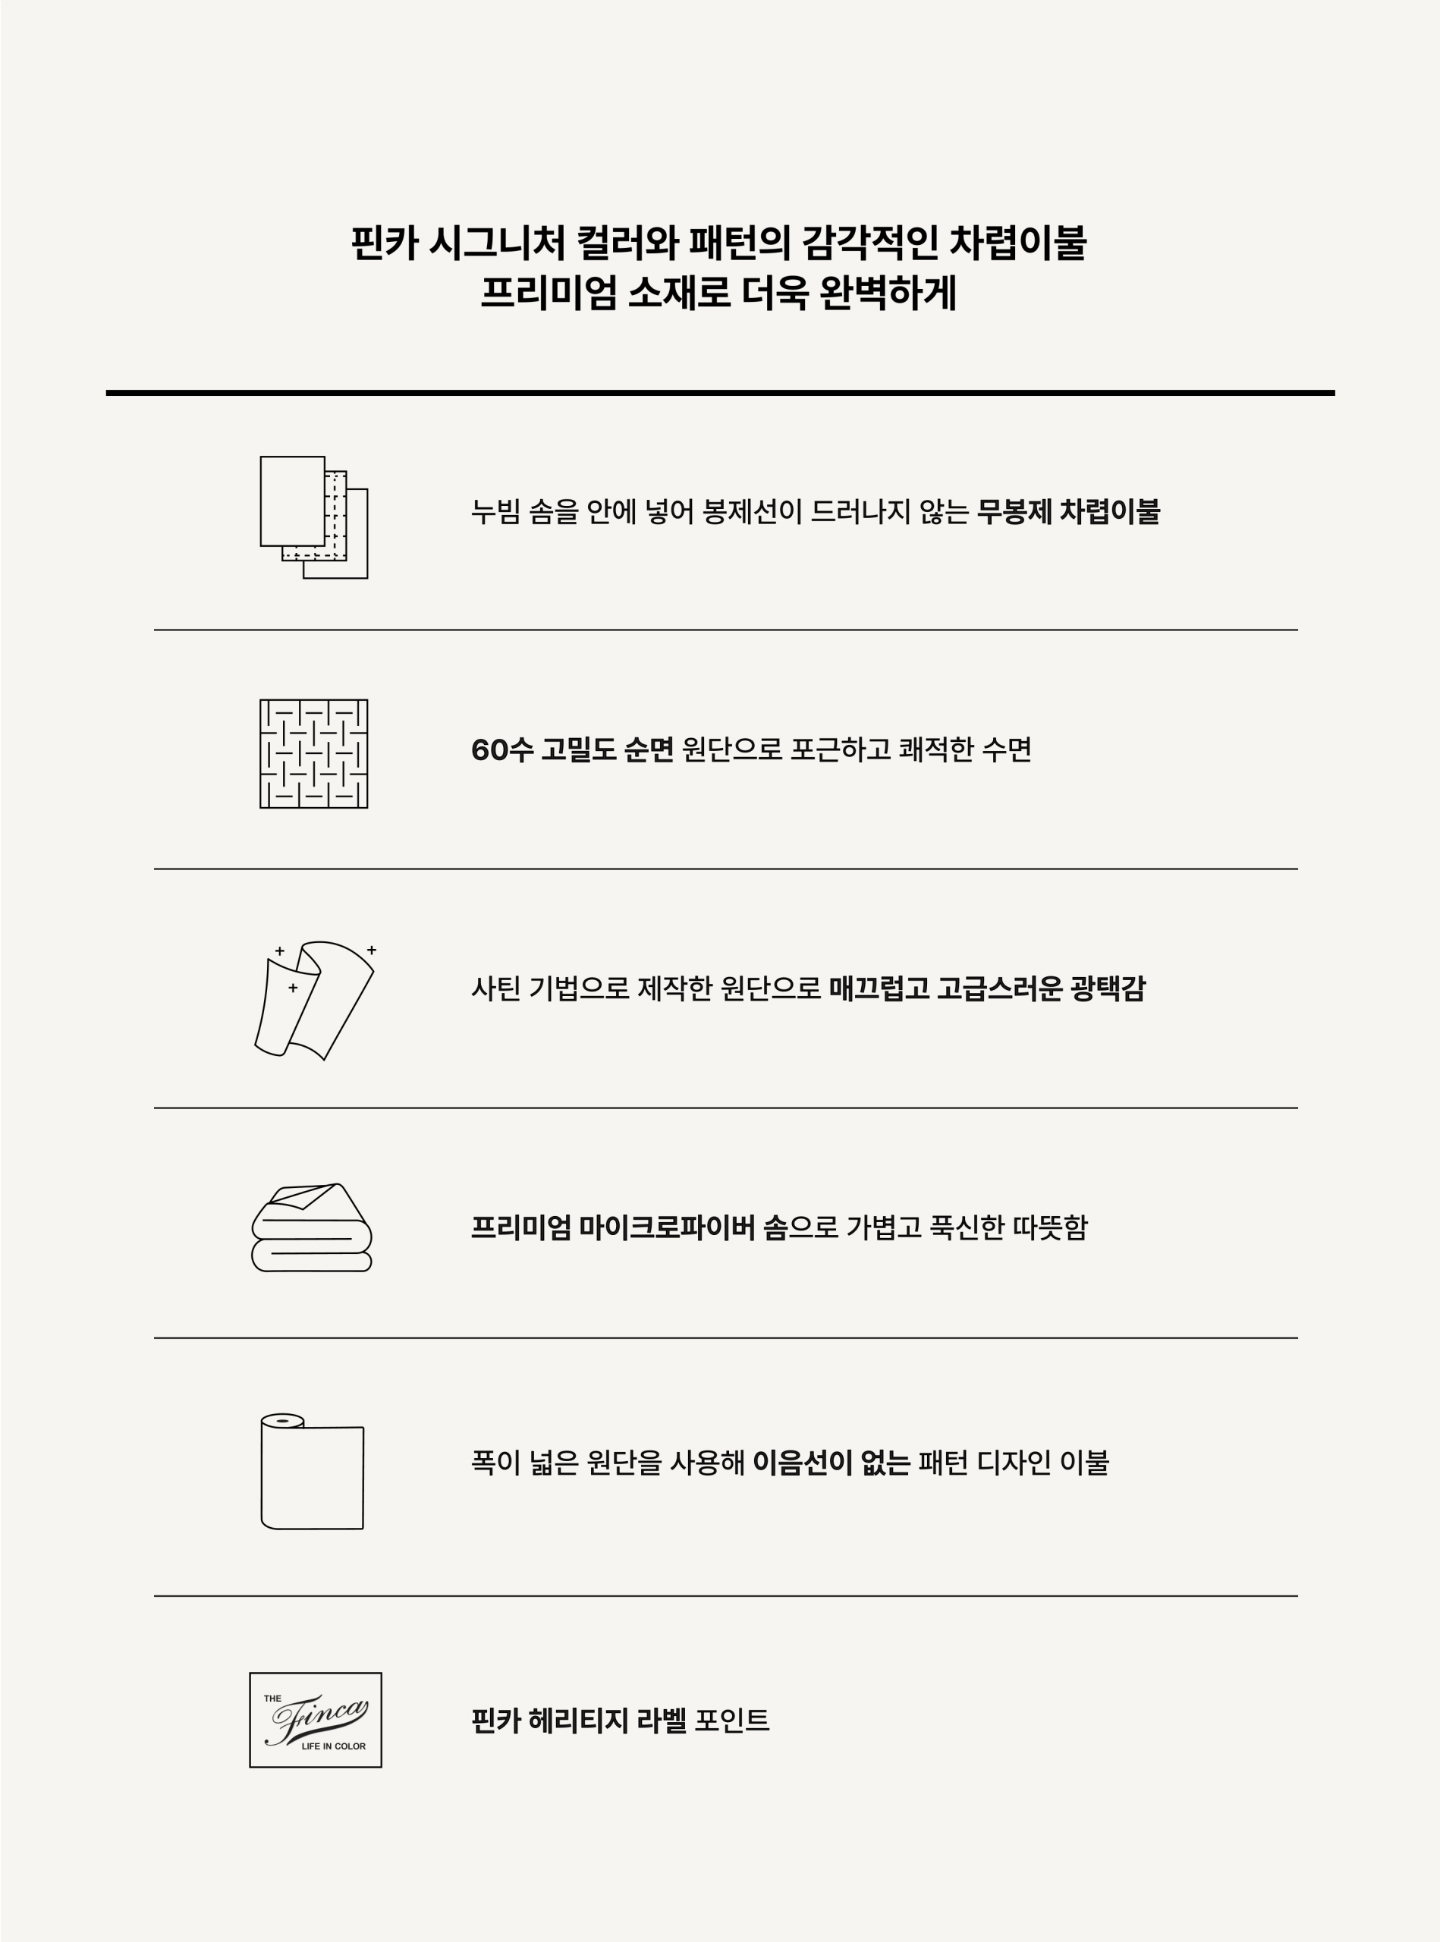 핀카 시그니처 컬러와 패턴의 감각적인 차렵이불
프리미엄 소재로 더욱 완벽하게
누빔 솜을 안에 넣어 봉제선이 드러나지 않는 무봉제 차렵이불
60수 고밀도 순면 원단으로 포근하고 쾌적한 수면
사틴 기법으로 제작한 원단으로 매끄럽고 고급스러운 광택감
프리미엄 마이크로파이버 솜으로 가볍고 푹신한 따뜻함
폭이 넓은 원단을 사용해 이음선이 없는 패턴 디자인 이불
THE
Finca
LIFE IN COLOR
핀카 헤리티지 라벨 포인트